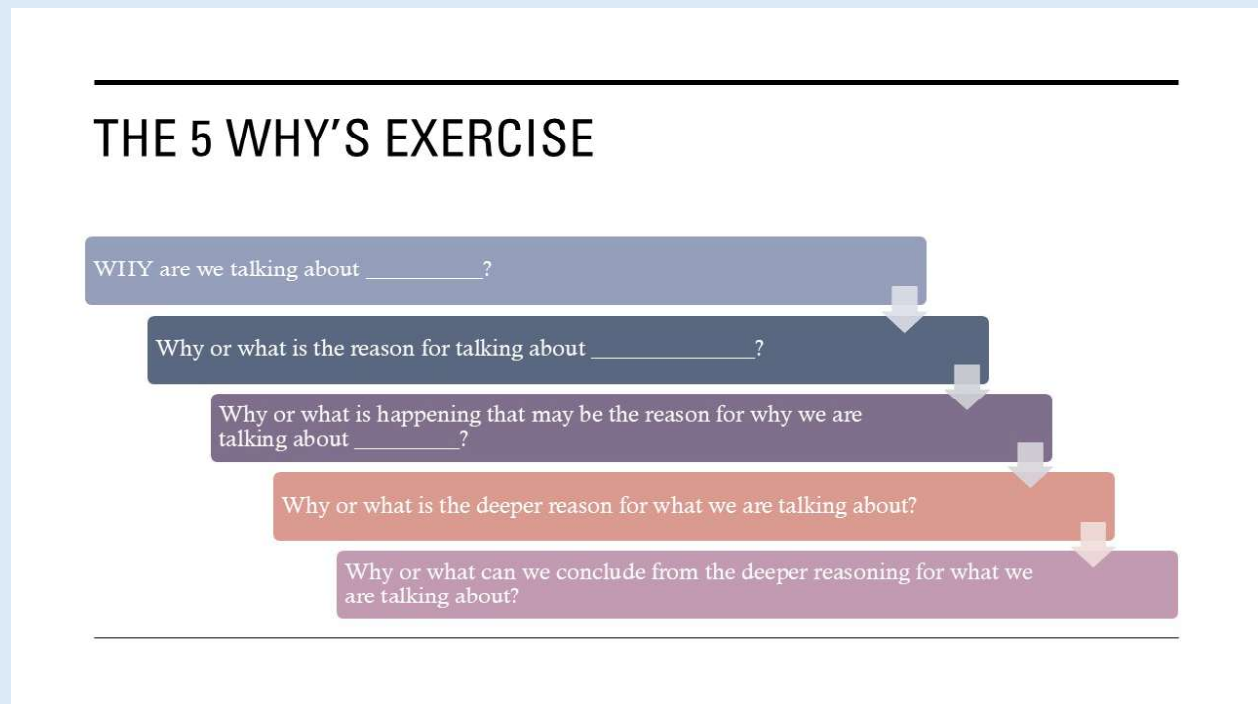 THE 5 WHY’S EXERCISE
WHY are we talking about __________?
Why or what is the reason for talking about ______________?
Why or what is happening that may be the reason for why we are
talking about _________?
Why or what is the deeper reason for what we are talking about?
Why or what can we conclude from the deeper reasoning for what we
are talking about?